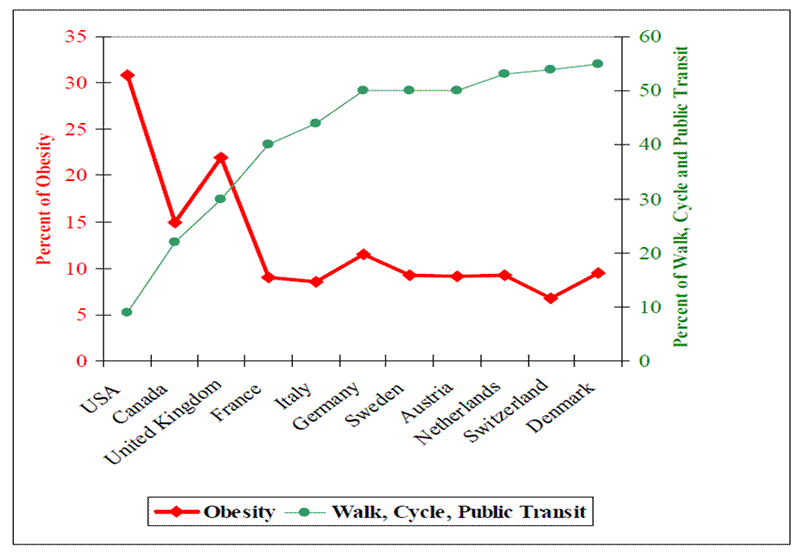 35
30
25
20
15
10
5
0
Percent of Obesity
60
50
40
30
20
10
0
Percent of Walk, Cycle and Public Transit
USA
Canada
United Kingdom
France
Italy
Germany
Sweden
Austria
Netherlands
Switzerland
Denmark
Obesity
Walk, Cycle, Public Transit